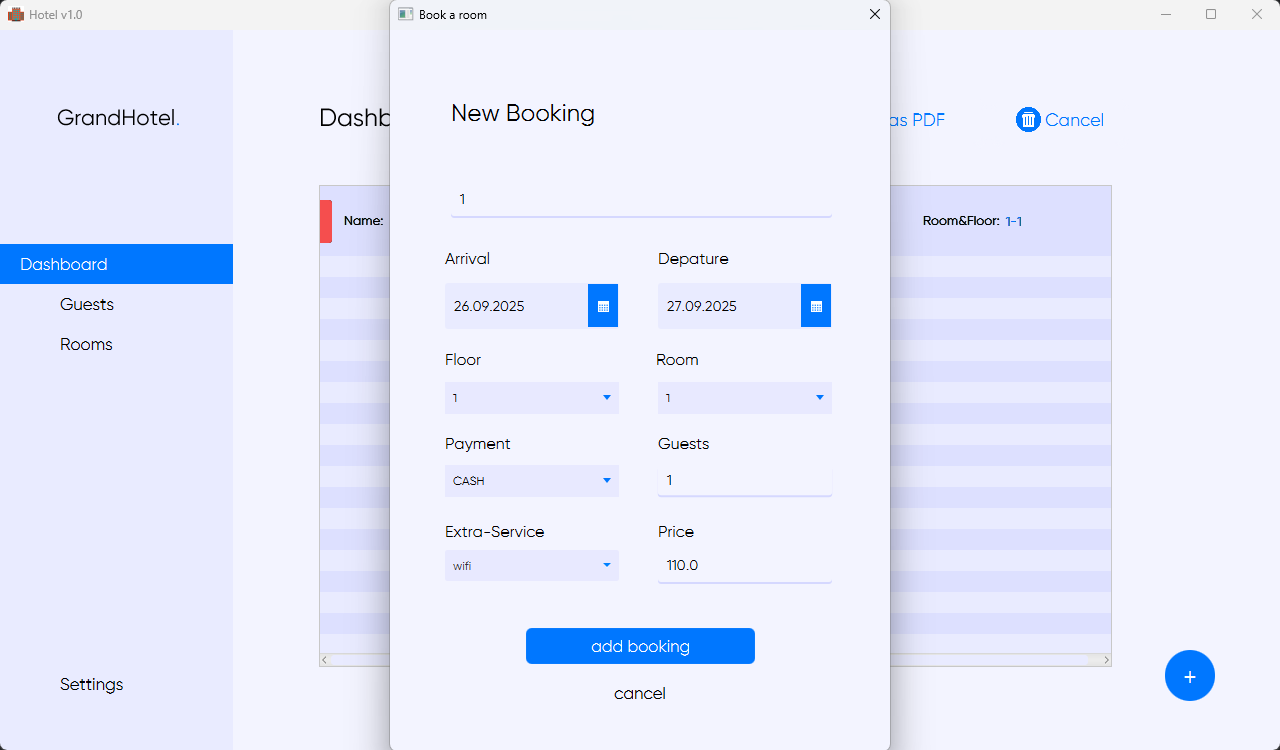 Hotel v1.0
Book a room
GrandHotel.
Dashb
New Booking
as PDF
Cancel
1
Name:
Room&Floor: 1-1
Dashboard
Guests
Rooms
Settings
Arrival
Depature
26.09.2025
27.09.2025
Floor
Room
1
1
Payment
Guests
CASH
1
Extra-Service
Price
wifi
110.0
add booking
cancel
+